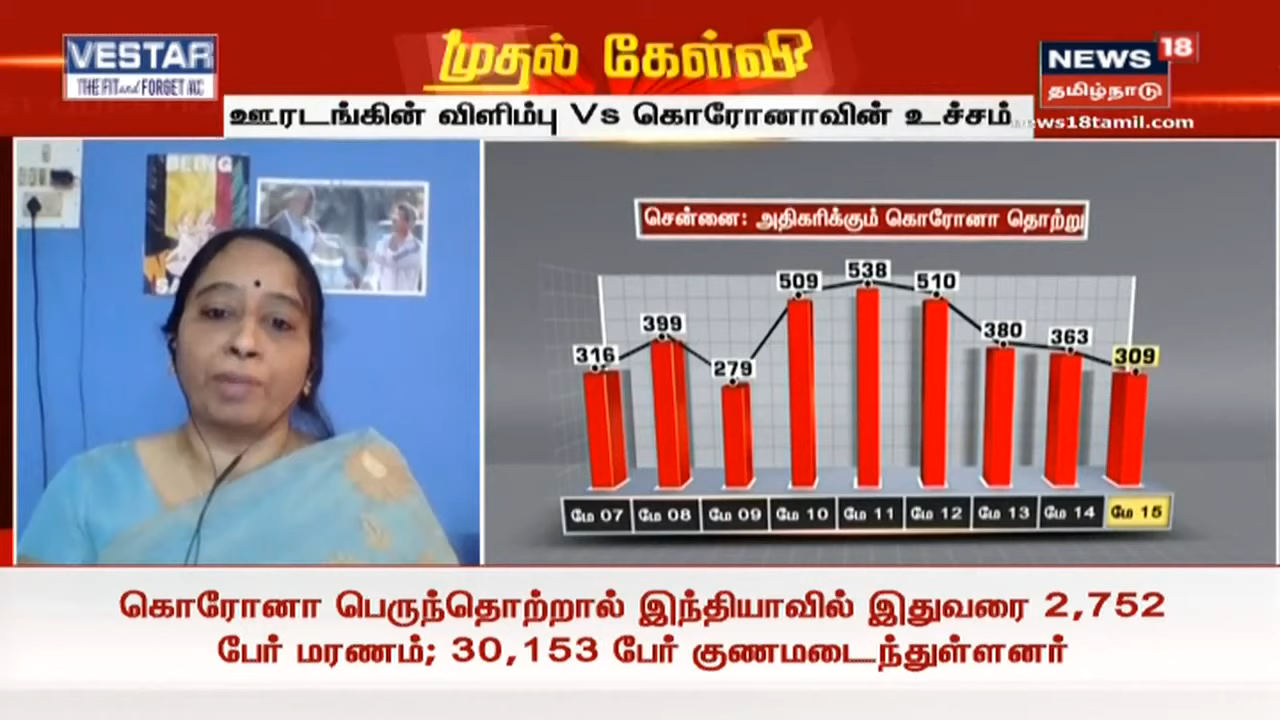 VESTAR
THE FIT and FORGET AC
முதல் கேள்வி?
NEWS 18
தமிழ்நாடு
ஊரடங்கின் விளிம்பு Vs கொரோனாவின் உச்சம்
news18tamil.com
BEING
சென்னை: அதிகரிக்கும் கொரோனா தொற்று
316
399
279
509
538
510
380
363
309
மே 07
மே 08
மே 09
மே 10
மே 11
மே 12
மே 13
மே 14
மே 15
கொரோனா பெருந்தொற்றால் இந்தியாவில் இதுவரை 2,752
பேர் மரணம்; 30,153 பேர் குணமடைந்துள்ளனர்